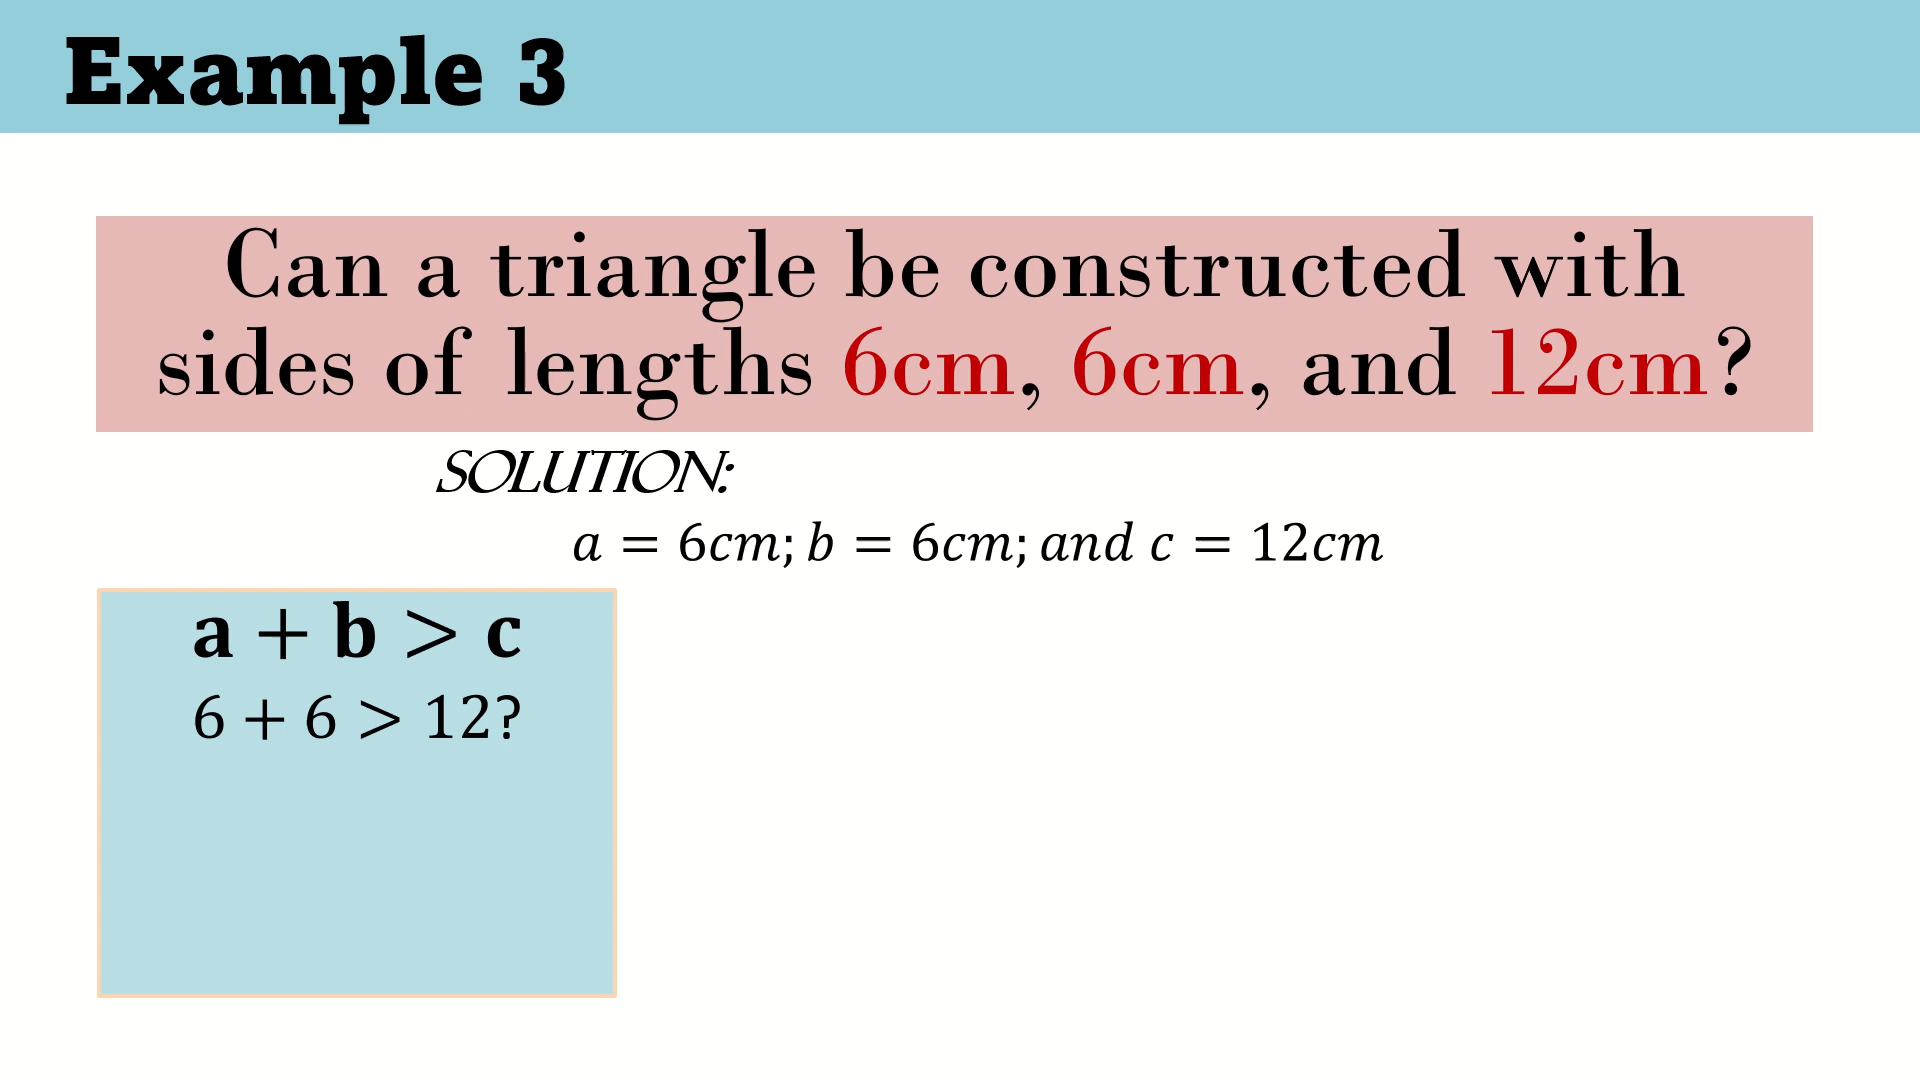 Example 3
Can a triangle be constructed with
sides of lengths 6cm, 6cm, and 12cm?
SOLUTION:
a = 6cm; b = 6cm; and c = 12cm
a + b > c
6 + 6 > 12?